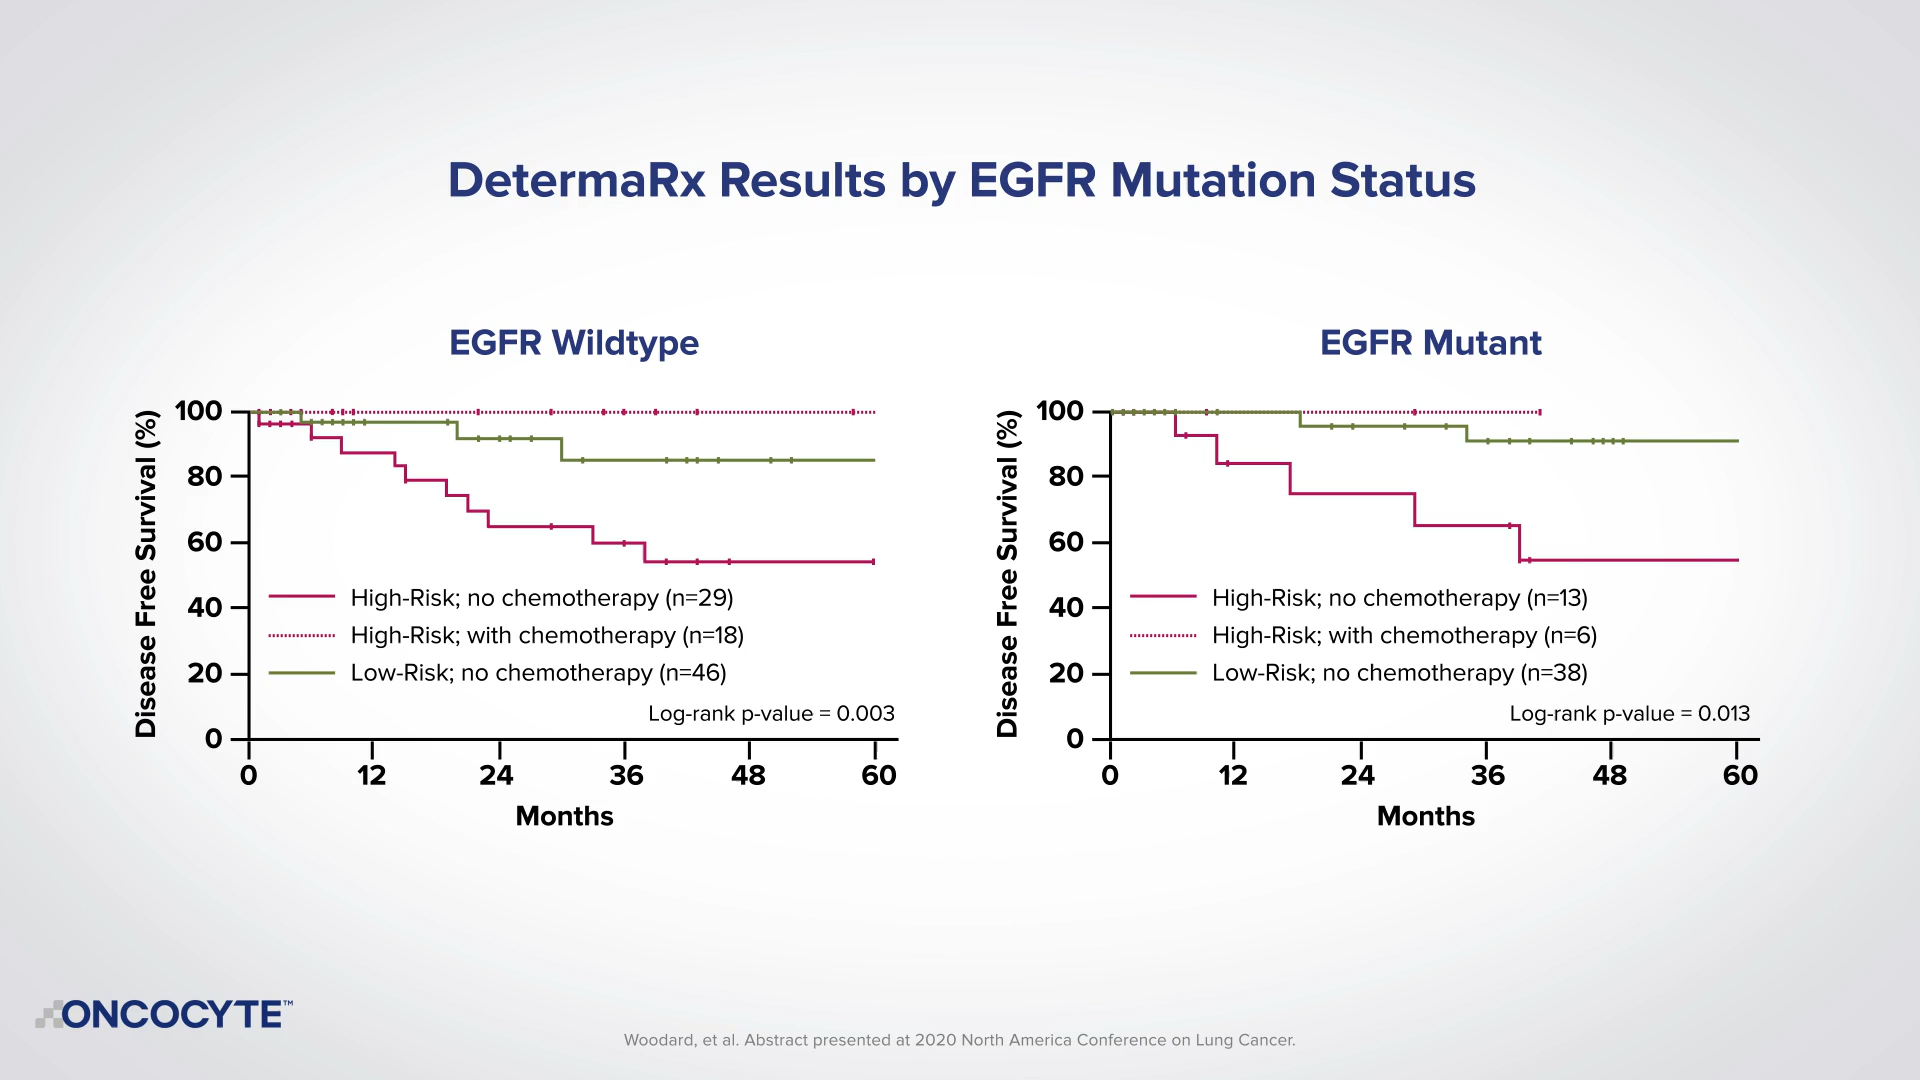 DetermaRx Results by EGFR Mutation Status
EGFR Wildtype
Disease Free Survival (%)
100
80
60
40
20
0
High-Risk; no chemotherapy (n=29)
High-Risk; with chemotherapy (n=18)
Low-Risk; no chemotherapy (n=46)
Log-rank p-value = 0.003
0 12 24 36 48 60
Months
EGFR Mutant
Disease Free Survival (%)
100
80
60
40
20
0
High-Risk; no chemotherapy (n=13)
High-Risk; with chemotherapy (n=6)
Low-Risk; no chemotherapy (n=38)
Log-rank p-value = 0.013
0 12 24 36 48 60
Months
ONCOCYTE™
Woodard, et al. Abstract presented at 2020 North America Conference on Lung Cancer.